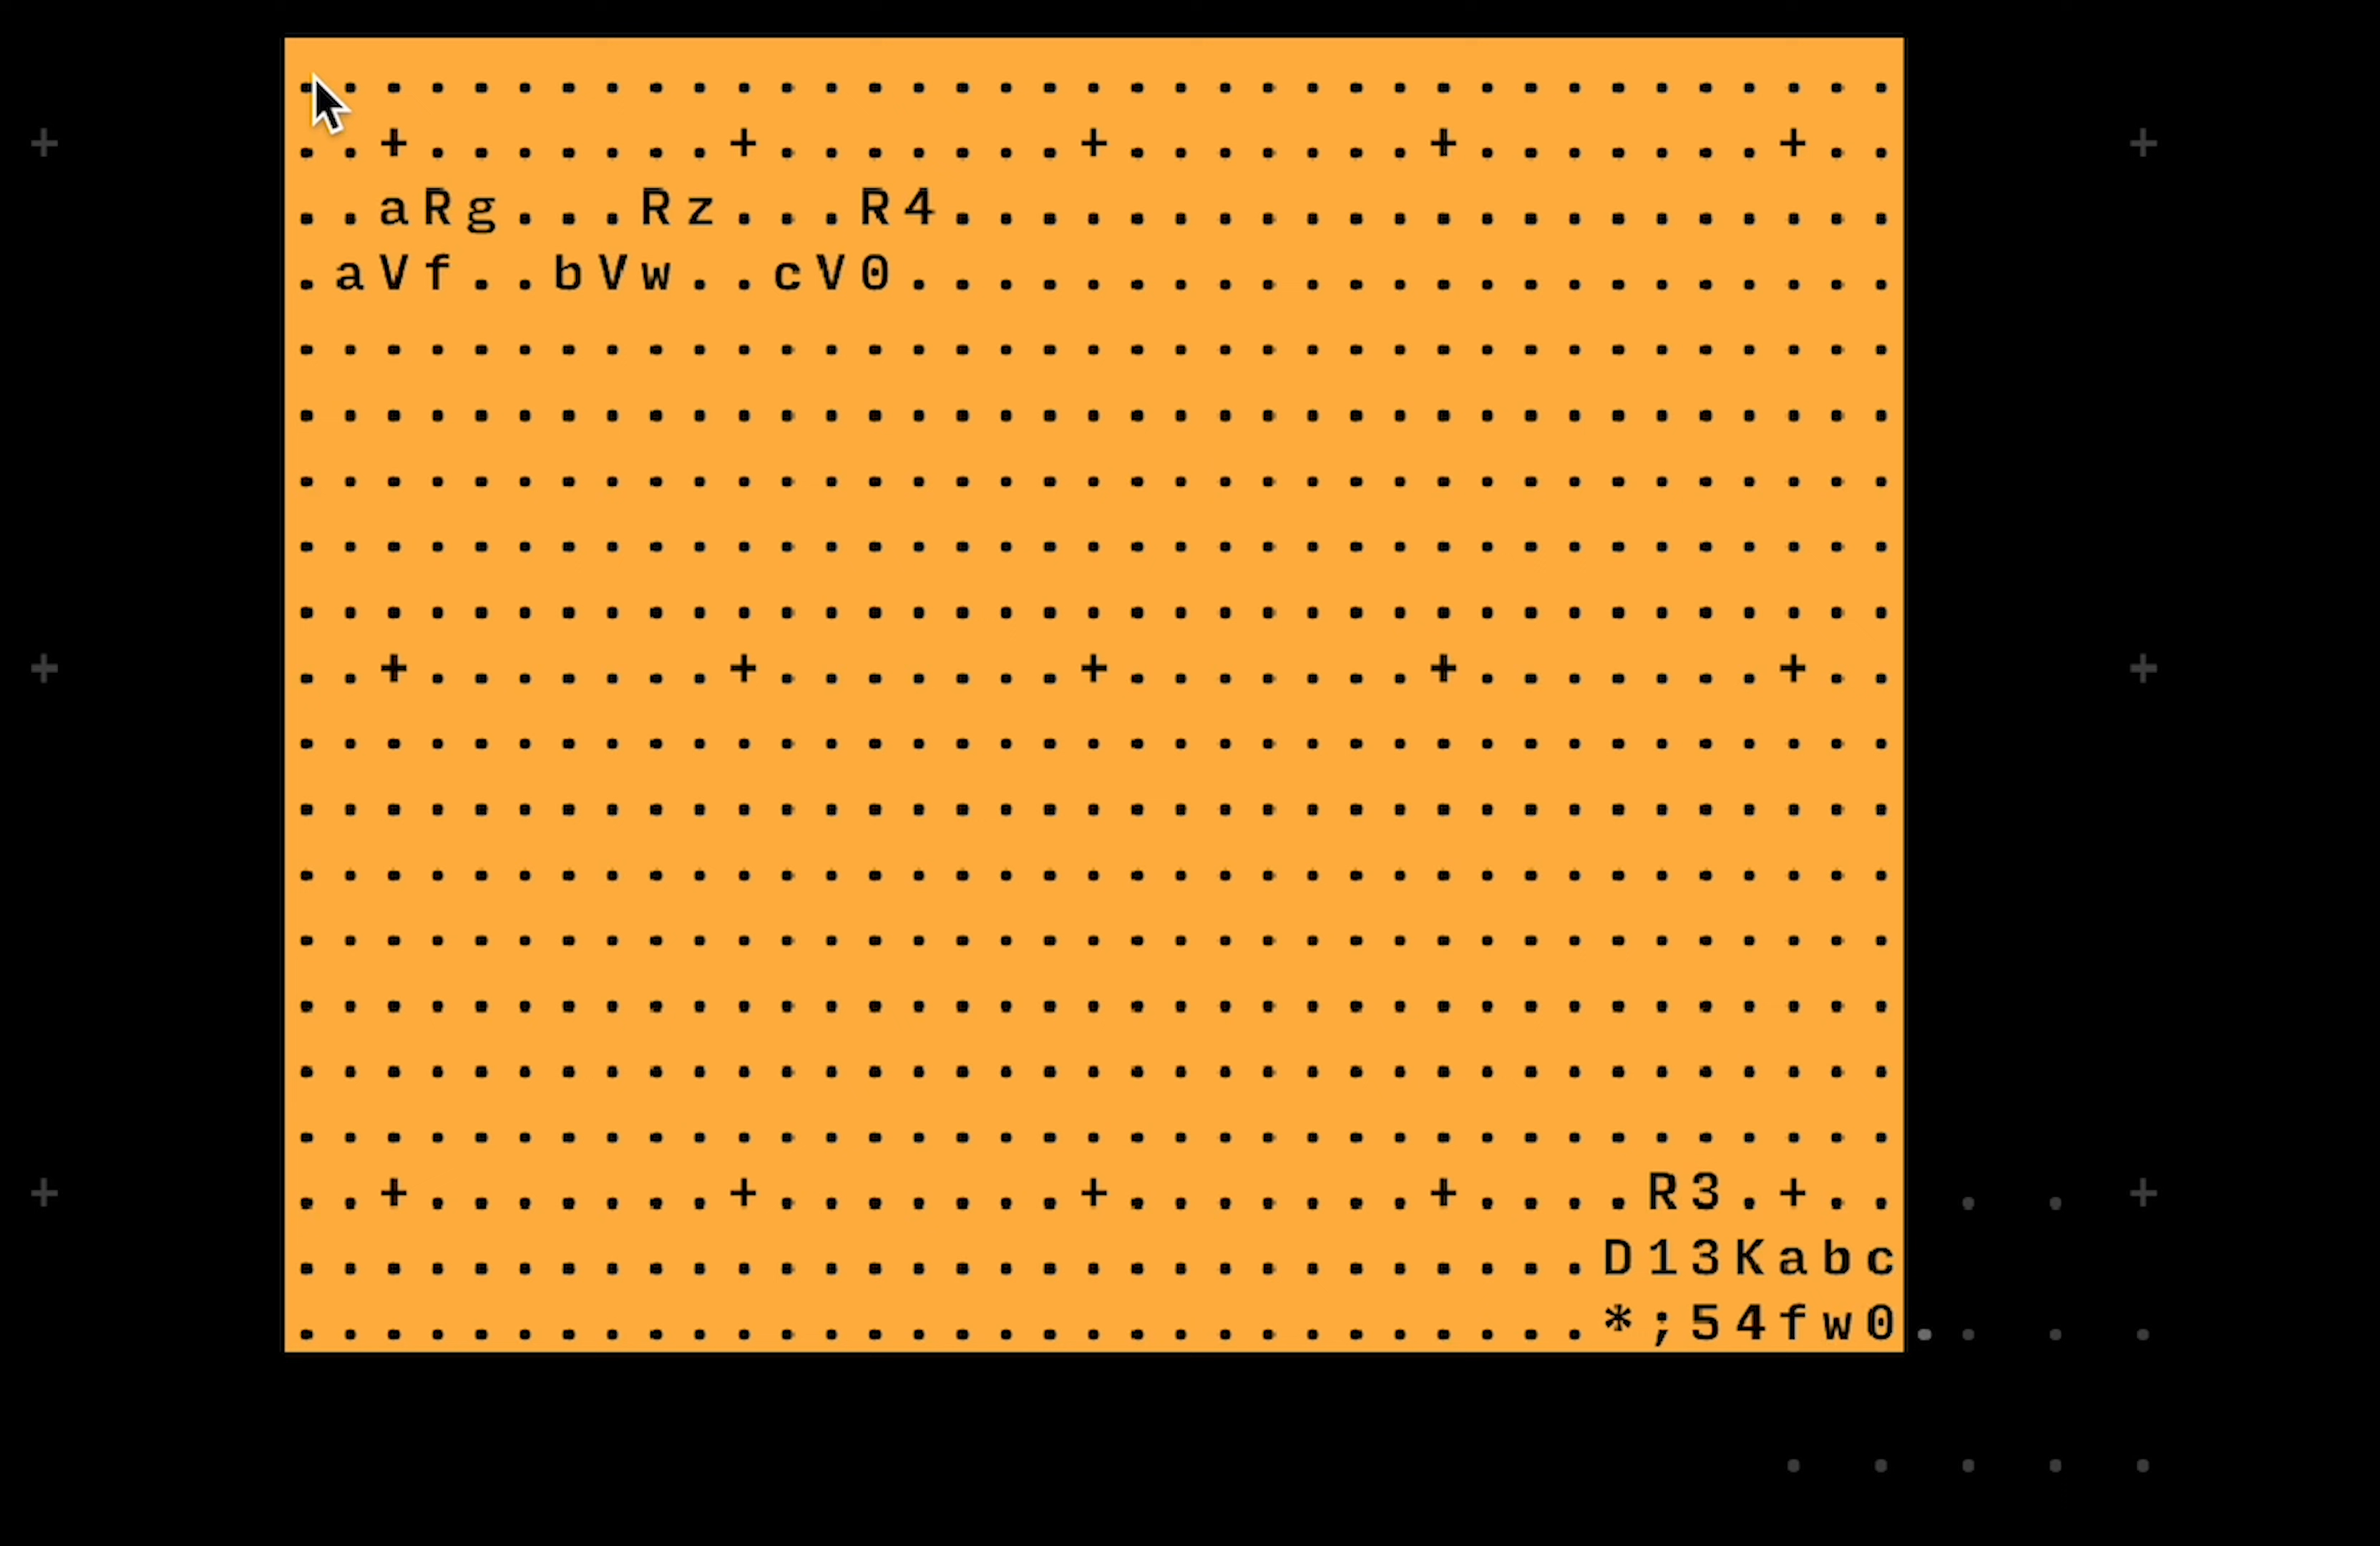 .....................................
+ ..+.......+.......+.......+.......+.. +
..aRg...Rz...R4......................
.aVf..bVw..cV0.......................
.....................................
.....................................
.....................................
.....................................
.....................................
+ ..+.......+.......+.......+.......+.. +
.....................................
.....................................
.....................................
.....................................
.....................................
.....................................
.....................................
+ ..+.......+.......+.......+....R3.+.. . . +
..............................D13Kabc
..............................*;54fw0.. . .
. . . . .